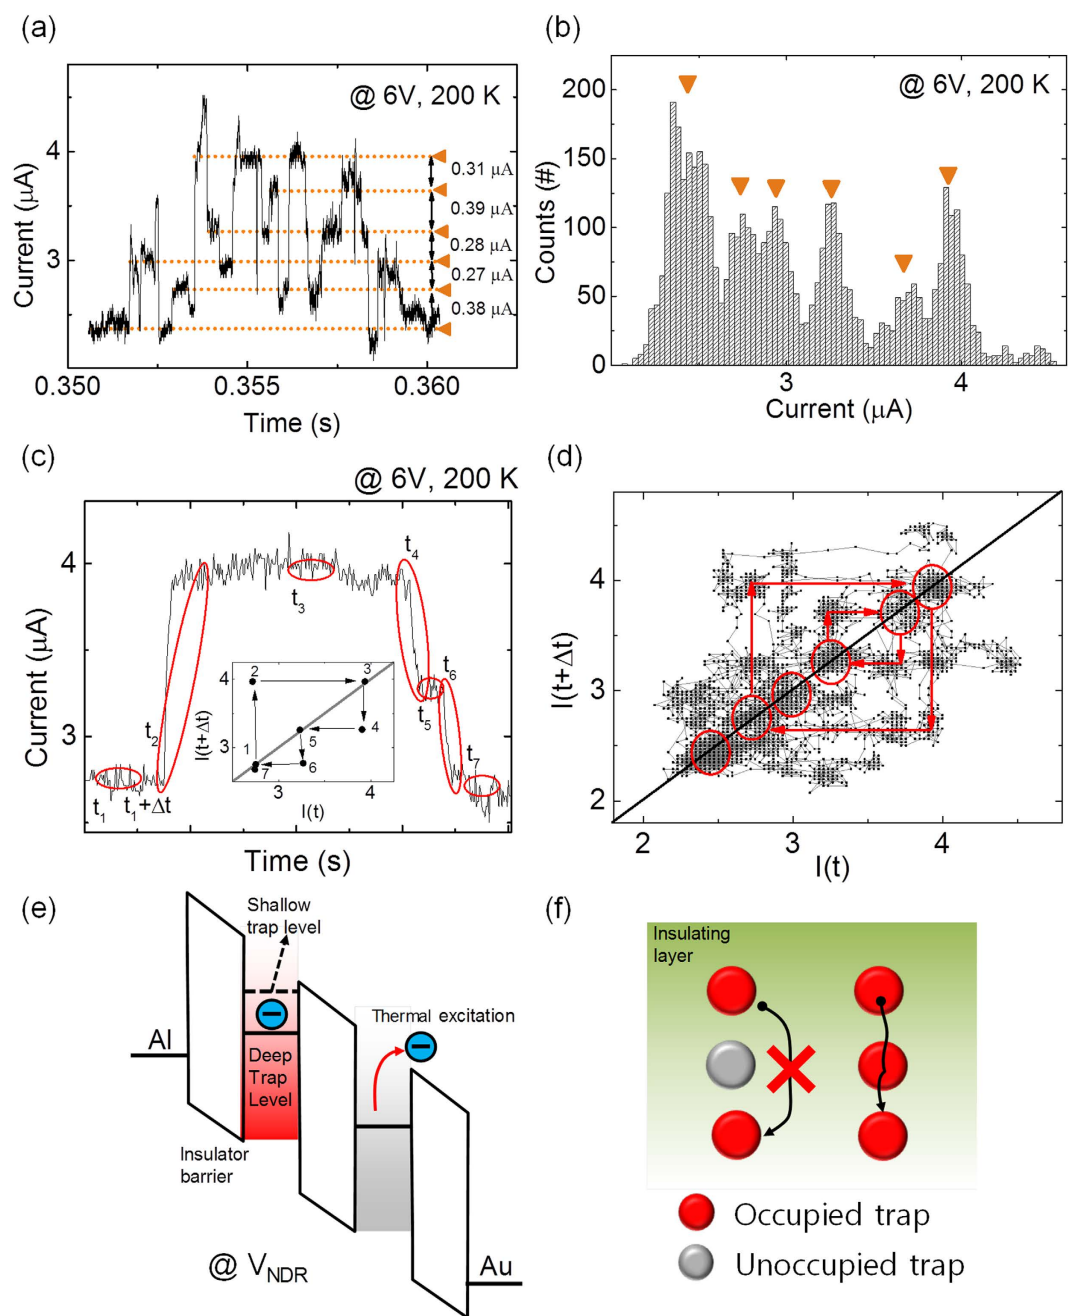 (a)
@ 6V, 200 K
Current (μA)
4
3
0.31 μA
0.39 μA
0.28 μA
0.27 μA
0.38 μA
0.350
0.355
0.360
Time (s)
(b)
@ 6V, 200 K
Counts (#)
200
150
100
50
0
3
4
Current (μA)
(c)
@ 6V, 200 K
Current (μA)
4
3
t1
t1+Δt
t2
t3
t4
t5
t6
t7
I(t+Δt)
4
3
2
3
4
5
1
6
7
3
4
I(t)
Time (s)
(d)
I(t+Δt)
4
3
2
2
3
4
I(t)
(e)
Shallow
trap level
Al
Deep
Trap
Level
Thermal excitation
Insulator
barrier
@ VNDR
Au
(f)
Insulating
layer
Occupied trap
Unoccupied trap